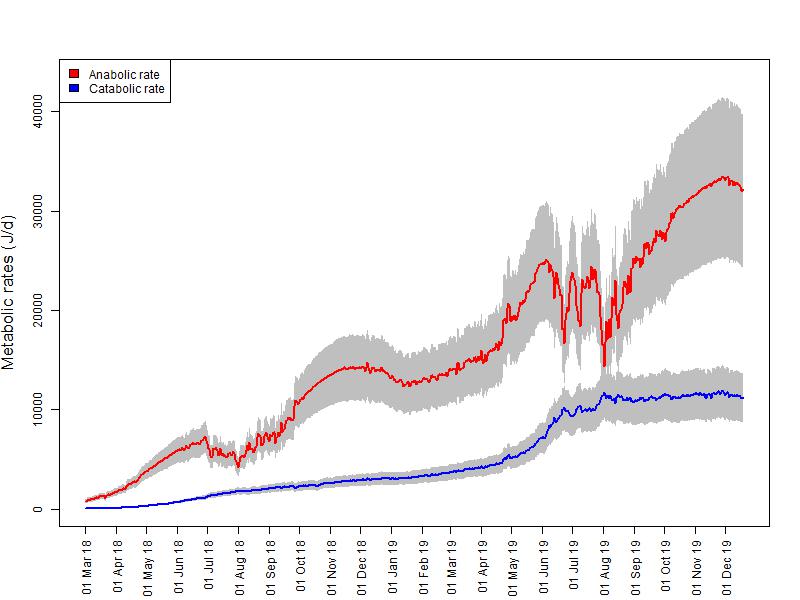 Anabolic rate
Catabolic rate
Metabolic rates (J/d)
40000
30000
20000
10000
0
01 Mar 18
01 Apr 18
01 May 18
01 Jun 18
01 Jul 18
01 Aug 18
01 Sep 18
01 Oct 18
01 Nov 18
01 Dec 18
01 Jan 19
01 Feb 19
01 Mar 19
01 Apr 19
01 May 19
01 Jun 19
01 Jul 19
01 Aug 19
01 Sep 19
01 Oct 19
01 Nov 19
01 Dec 19